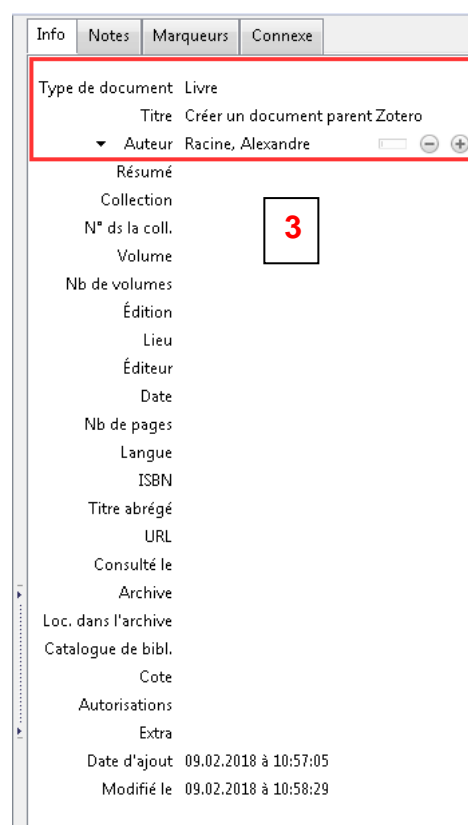 Info Notes Marqueurs Connexe
Type de document Livre
Titre Créer un document parent Zotero
Auteur Racine, Alexandre
Résumé
Collection
N° ds la coll.
3
Volume
Nb de volumes
Édition
Lieu
Éditeur
Date
Nb de pages
Langue
ISBN
Titre abrégé
URL
Consulté le
Archive
Loc. dans l'archive
Catalogue de bibl.
Cote
Autorisations
Extra
Date d'ajout 09.02.2018 à 10:57:05
Modifié le 09.02.2018 à 10:58:29